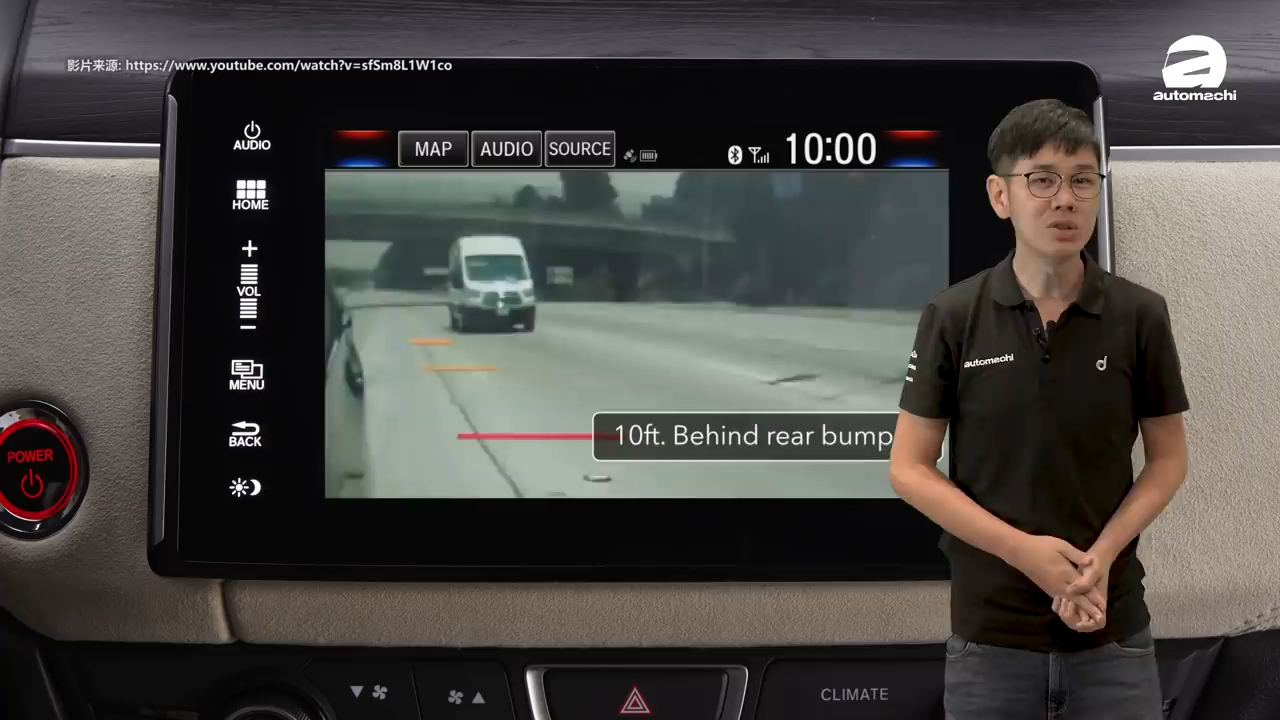 影片来源: https://www.youtube.com/watch?v=sfSm8L1W1co
automachi
AUDIO
HOME
VOL
MENU
BACK
MAP
AUDIO
SOURCE
10:00
10ft. Behind rear bump
POWER
automachi
d
CLIMATE